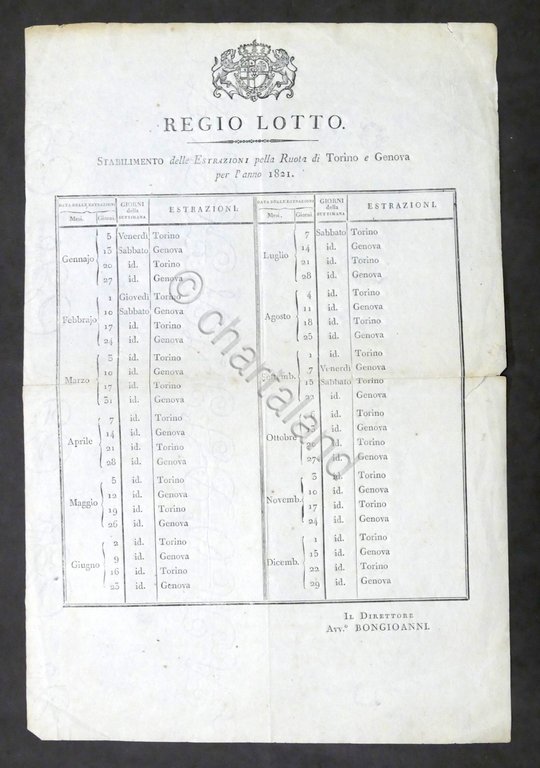 REGIO LOTTO.
STABILIMENTO delle ESTRAZIONI pella Ruota di Torino e Genova
per l'anno 1821.
DATA DELLE ESTRAZIONI GIORNI della SETTIMANA ESTRAZIONI.
Mesi. Giorni
Gennajo
5 Venerdì Torino
13 Sabbato Genova
20 id. Torino
27 id. Genova
Febbrajo
1 Giovedì Torino
10 Sabbato Genova
17 id. Torino
24 id. Genova
Marzo
3 id. Torino
10 id. Genova
17 id. Torino
31 id. Genova
Aprile
7 id. Torino
14 id. Genova
21 id. Torino
28 id. Genova
Maggio
5 id. Torino
12 id. Genova
19 id. Torino
26 id. Genova
Giugno
2 id. Torino
9 id. Genova
16 id. Torino
23 id. Genova
DATA DELLE ESTRAZIONI GIORNI della SETTIMANA ESTRAZIONI.
Mesi. Giorni
Luglio
7 Sabbato Torino
14 id. Genova
21 id. Torino
28 id. Genova
Agosto
4 id. Torino
11 id. Genova
18 id. Torino
25 id. Genova
1 id. Torino
7 Venerdì Genova
15 Sabbato Torino
22 id. Genova
Ottobre
id. Torino
id. Genova
id. Torino
27 id. Genova
Novemb.
3 id. Torino
10 id. Genova
17 id. Torino
24 id. Genova
Dicemb.
1 id. Torino
15 id. Genova
22 id. Torino
29 id. Genova
IL DIRETTORE
AVV.º BONGIOANNI.
© chartaland